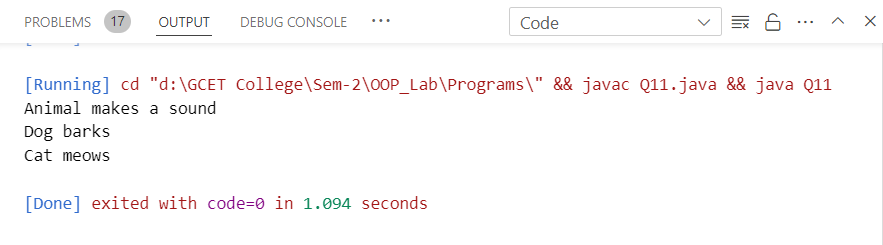 PROBLEMS 17 OUTPUT DEBUG CONSOLE ··· Code
[Running] cd "d:\GCET College\Sem-2\OOP_Lab\Programs\" && javac Q11.java && java Q11
Animal makes a sound
Dog barks
Cat meows
[Done] exited with code=0 in 1.094 seconds